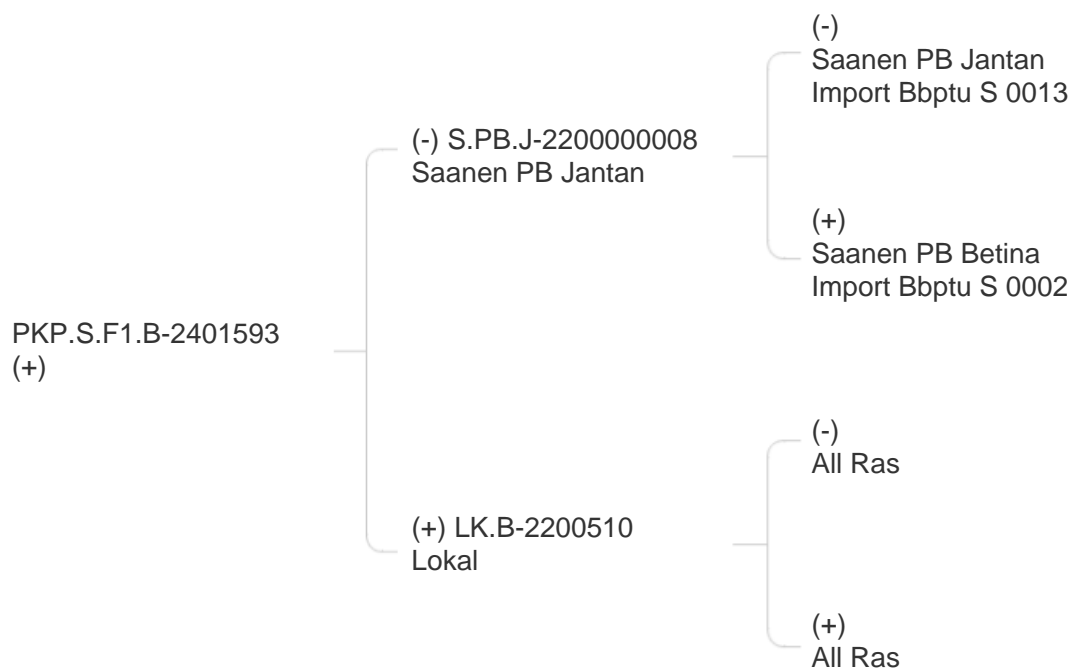 PKP.S.F1.B-2401593
(+)
(-) S.PB.J-2200000008
Saanen PB Jantan
(-)
Saanen PB Jantan
Import Bbptu S 0013
(+)
Saanen PB Betina
Import Bbptu S 0002
(+) LK.B-2200510
Lokal
(-)
All Ras
(+)
All Ras